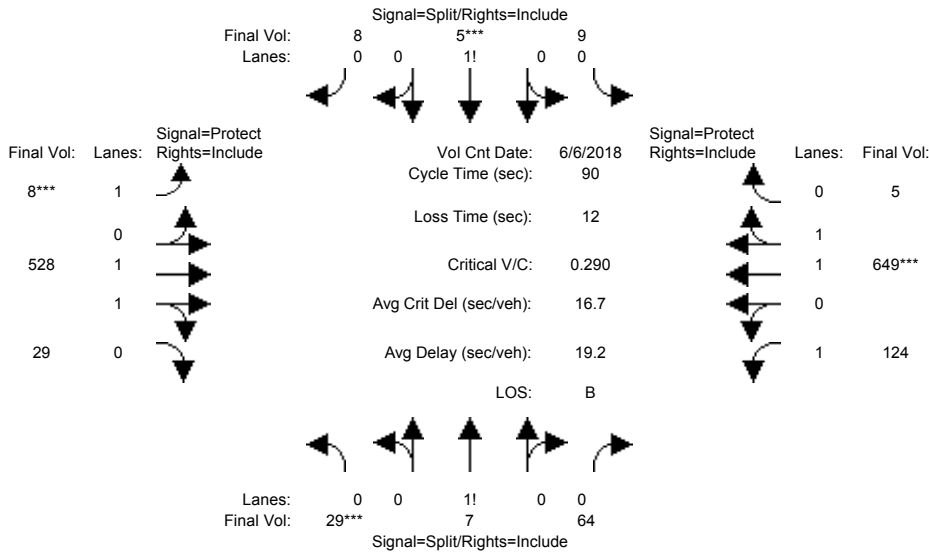 Signal=Split/Rights=Include
Final Vol: 8 5*** 9
Lanes: 0 0 1! 0 0
Signal=Protect Signal=Protect
Final Vol: Lanes: Rights=Include Vol Cnt Date: 6/6/2018 Rights=Include Lanes: Final Vol:
Cycle Time (sec): 90
8*** 1 0 5
Loss Time (sec): 12
0 1
528 1 Critical V/C: 0.290 1 649***
1 Avg Crit Del (sec/veh): 16.7 0
29 0 Avg Delay (sec/veh): 19.2 1 124
LOS: B
Lanes: 0 0 1! 0 0
Final Vol: 29*** 7 64
Signal=Split/Rights=Include